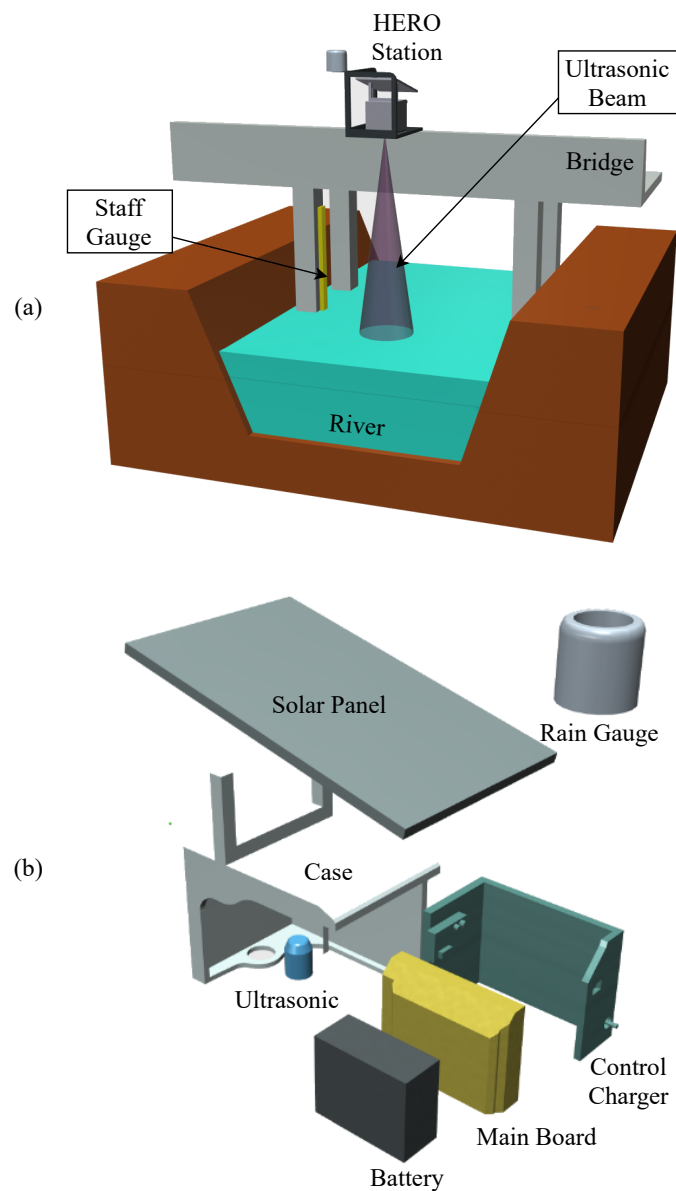 HERO
Station
Ultrasonic
Beam
Bridge
Staff
Gauge
(a)
River
Solar Panel
Rain Gauge
(b)
Case
Ultrasonic
Control
Charger
Main Board
Battery